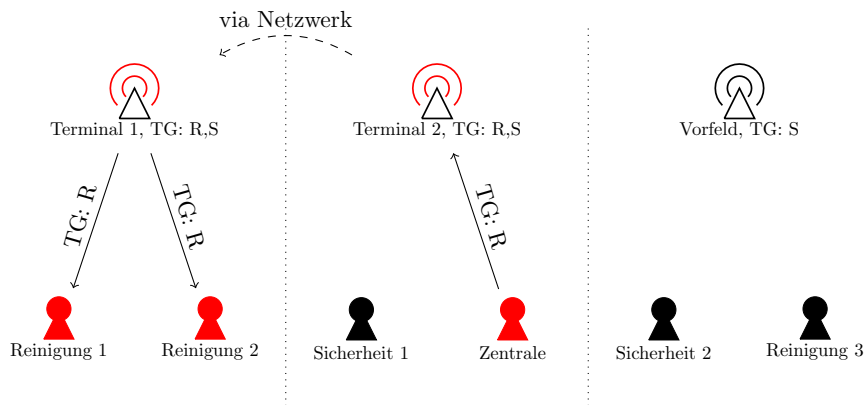 via Netzwerk
Terminal 1, TG: R,S
Terminal 2, TG: R,S
Vorfeld, TG: S
TG: R
TG: R
TG: R
Reinigung 1
Reinigung 2
Sicherheit 1
Zentrale
Sicherheit 2
Reinigung 3